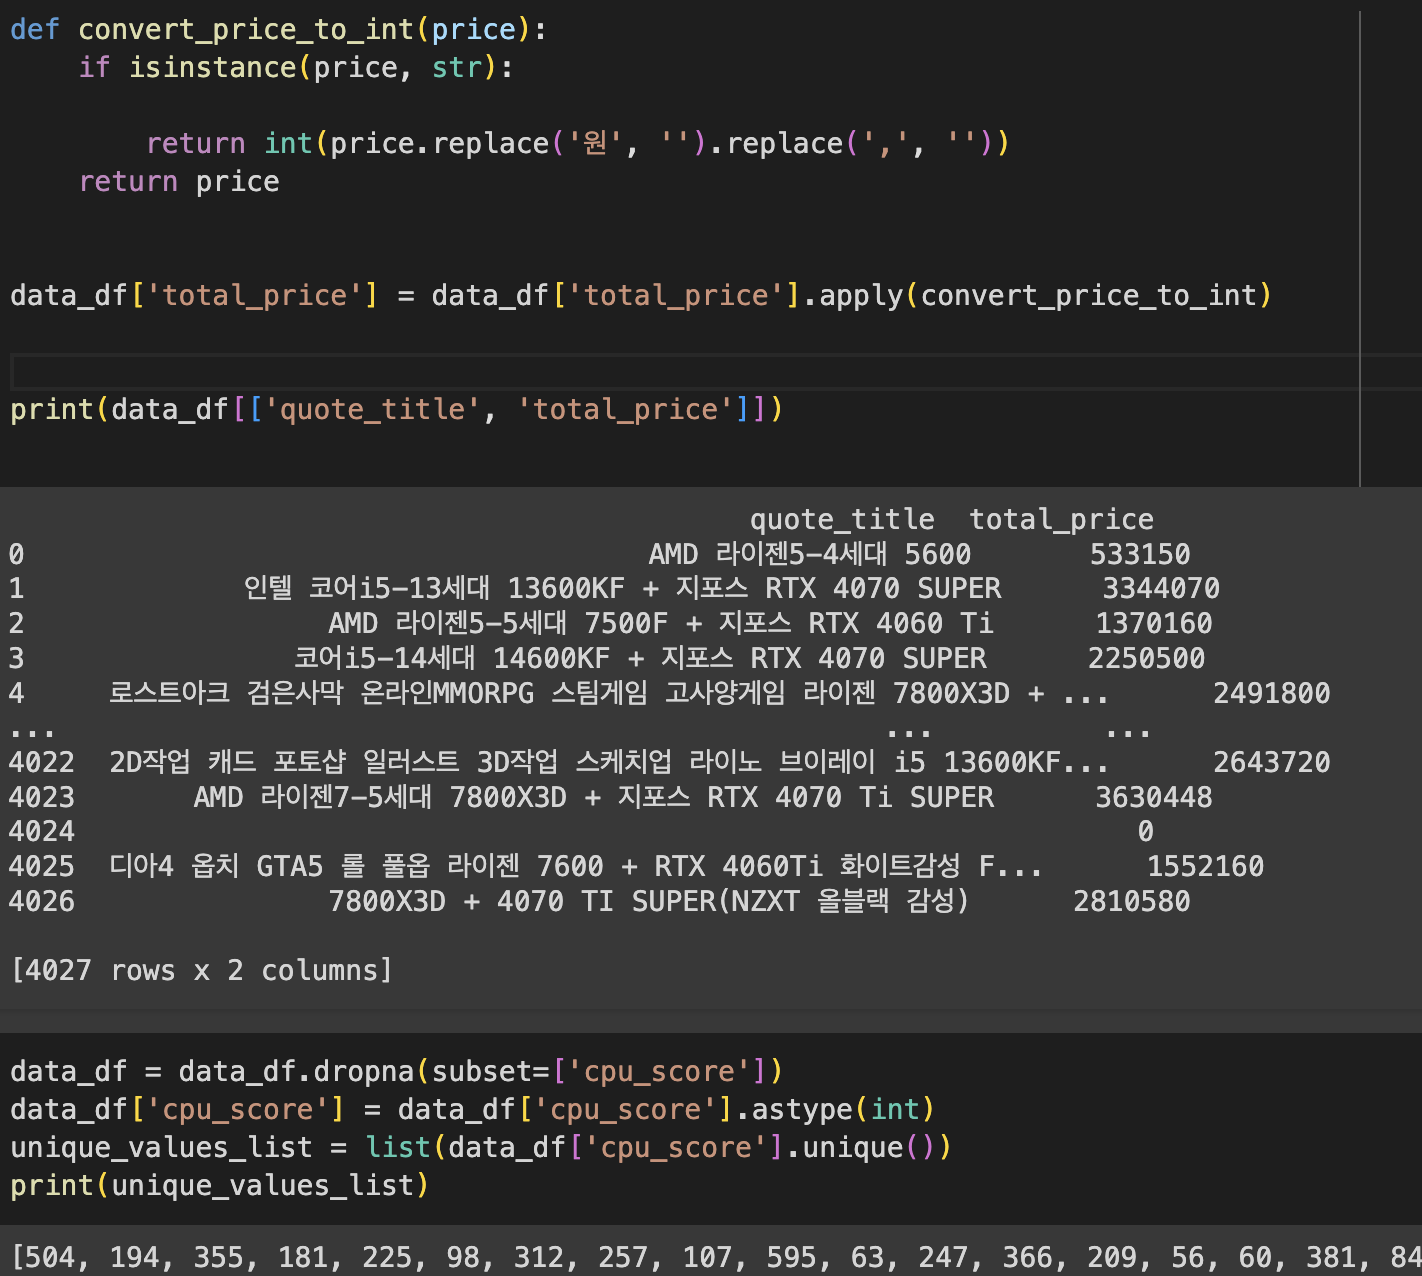 def convert_price_to_int(price):
    if isinstance(price, str):
        return int(price.replace('원', '').replace(',', ''))
    return price
data_df['total_price'] = data_df['total_price'].apply(convert_price_to_int)
print(data_df[['quote_title', 'total_price']])
quote_title total_price
0 AMD 라이젠5-4세대 5600 533150
1 인텔 코어i5-13세대 13600KF + 지포스 RTX 4070 SUPER 3344070
2 AMD 라이젠5-5세대 7500F + 지포스 RTX 4060 Ti 1370160
3 코어i5-14세대 14600KF + 지포스 RTX 4070 SUPER 2250500
4 로스트아크 검은사막 온라인MMORPG 스팀게임 고사양게임 라이젠 7800X3D + ... 2491800
... ... ...
4022 2D작업 캐드 포토샵 일러스트 3D작업 스케치업 라이노 브이레이 i5 13600KF... 2643720
4023 AMD 라이젠7-5세대 7800X3D + 지포스 RTX 4070 Ti SUPER 3630448
4024 0
4025 디아4 옵치 GTA5 롤 풀옵 라이젠 7600 + RTX 4060Ti 화이트감성 F... 1552160
4026 7800X3D + 4070 TI SUPER(NZXT 올블랙 감성) 2810580
[4027 rows x 2 columns]
data_df = data_df.dropna(subset=['cpu_score'])
data_df['cpu_score'] = data_df['cpu_score'].astype(int)
unique_values_list = list(data_df['cpu_score'].unique())
print(unique_values_list)
[504, 194, 355, 181, 225, 98, 312, 257, 107, 595, 63, 247, 366, 209, 56, 60, 381, 84